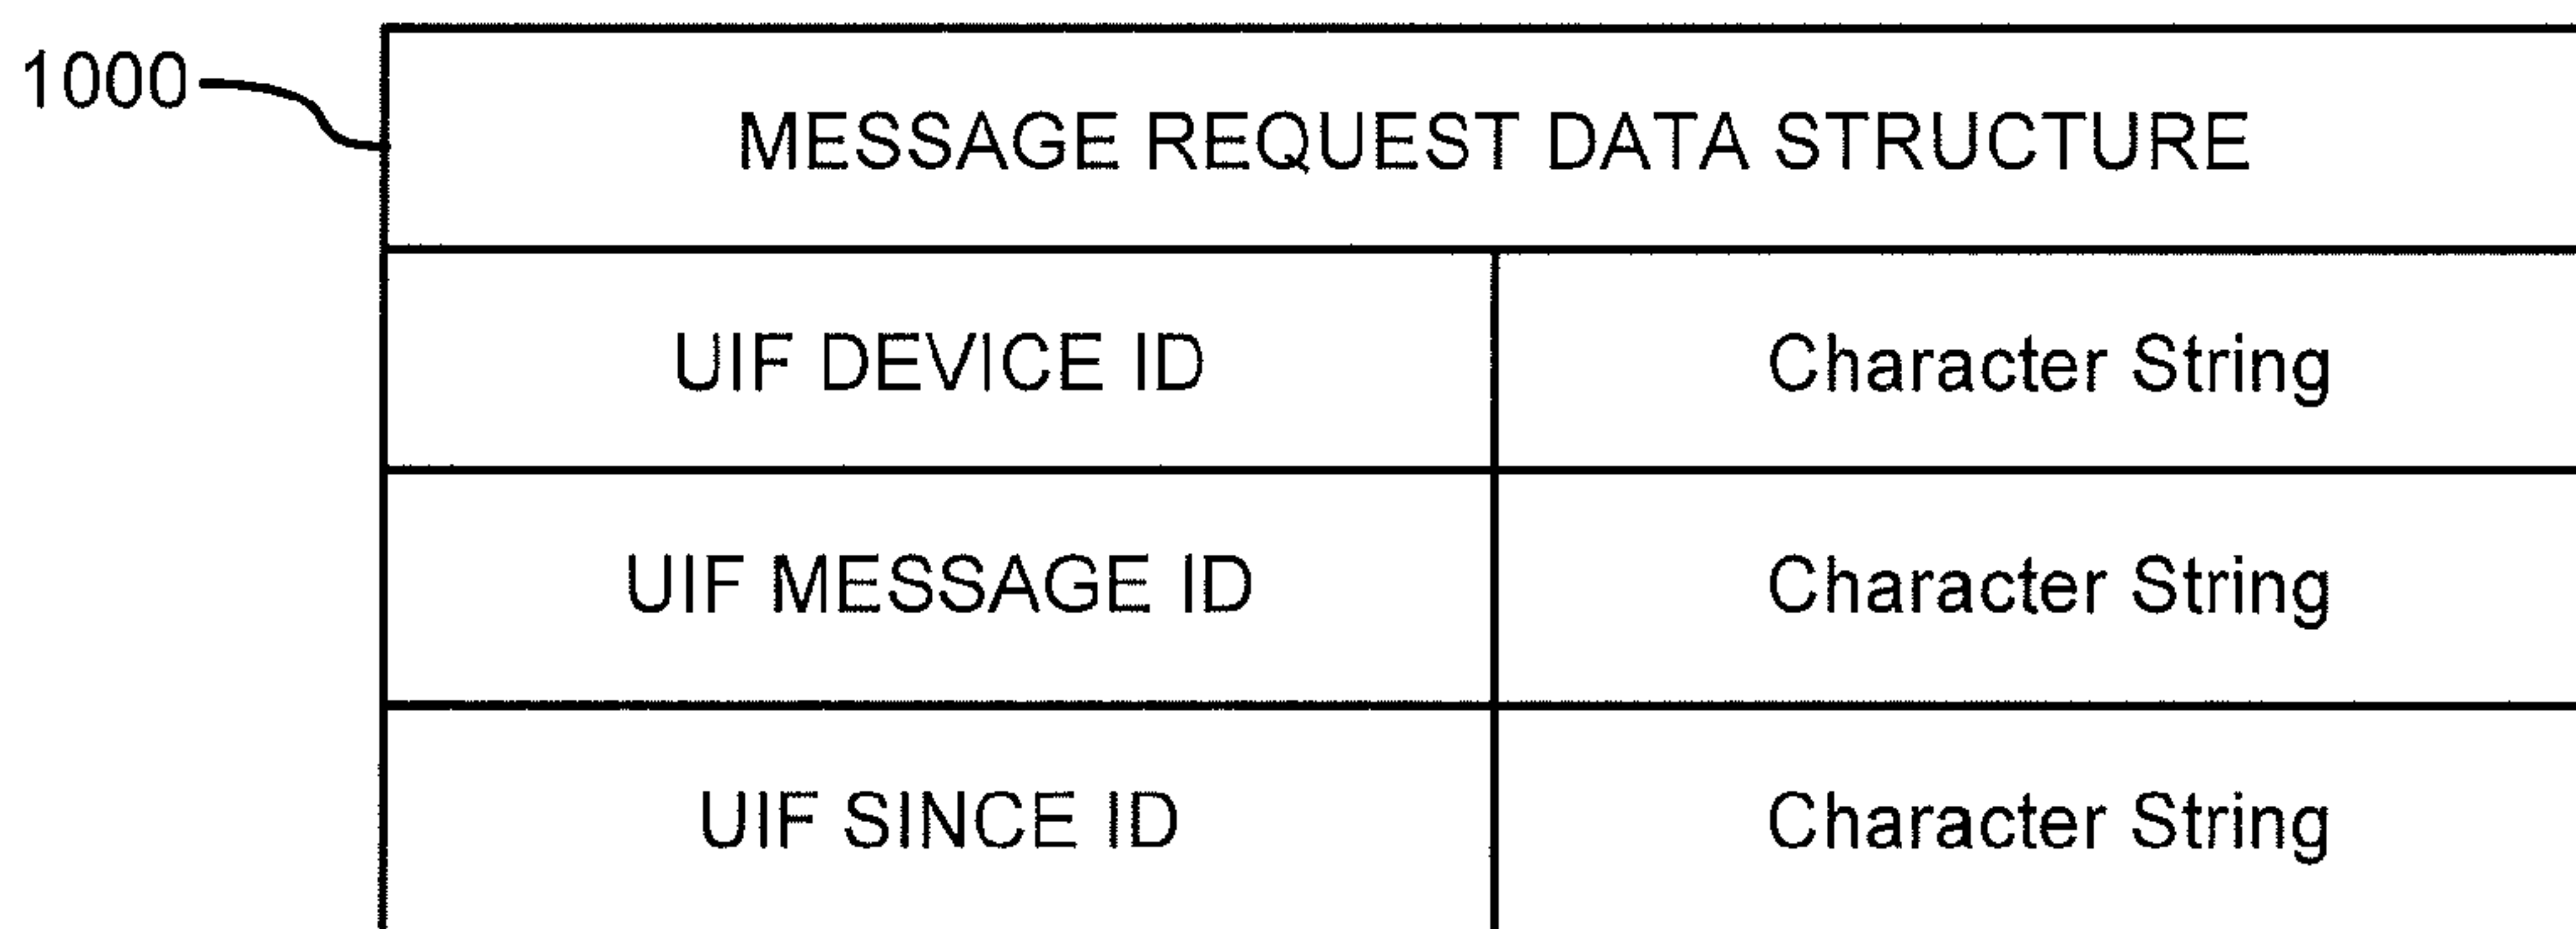 1000
MESSAGE REQUEST DATA STRUCTURE
UIF DEVICE ID Character String
UIF MESSAGE ID Character String
UIF SINCE ID Character String